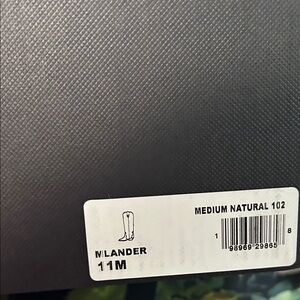 MEDIUM NATURAL 102
1 98969 29865 8
MLANDER
11M